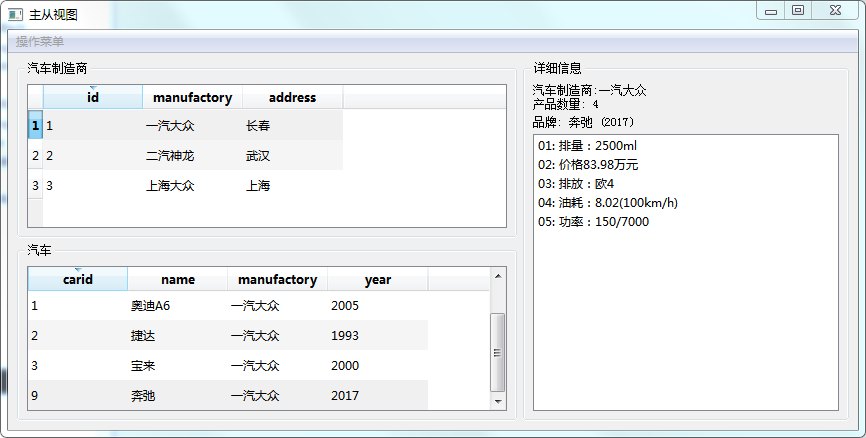 主从视图
操作菜单
汽车制造商
id manufactory address
1 1 一汽大众 长春
2 2 二汽神龙 武汉
3 3 上海大众 上海
汽车
carid name manufactory year
1 奥迪A6 一汽大众 2005
2 捷达 一汽大众 1993
3 宝来 一汽大众 2000
9 奔弛 一汽大众 2017
详细信息
汽车制造商:一汽大众
产品数量: 4
品牌: 奔弛 (2017)
01: 排量：2500ml
02: 价格83.98万元
03: 排放：欧4
04: 油耗：8.02(100km/h)
05: 功率：150/7000